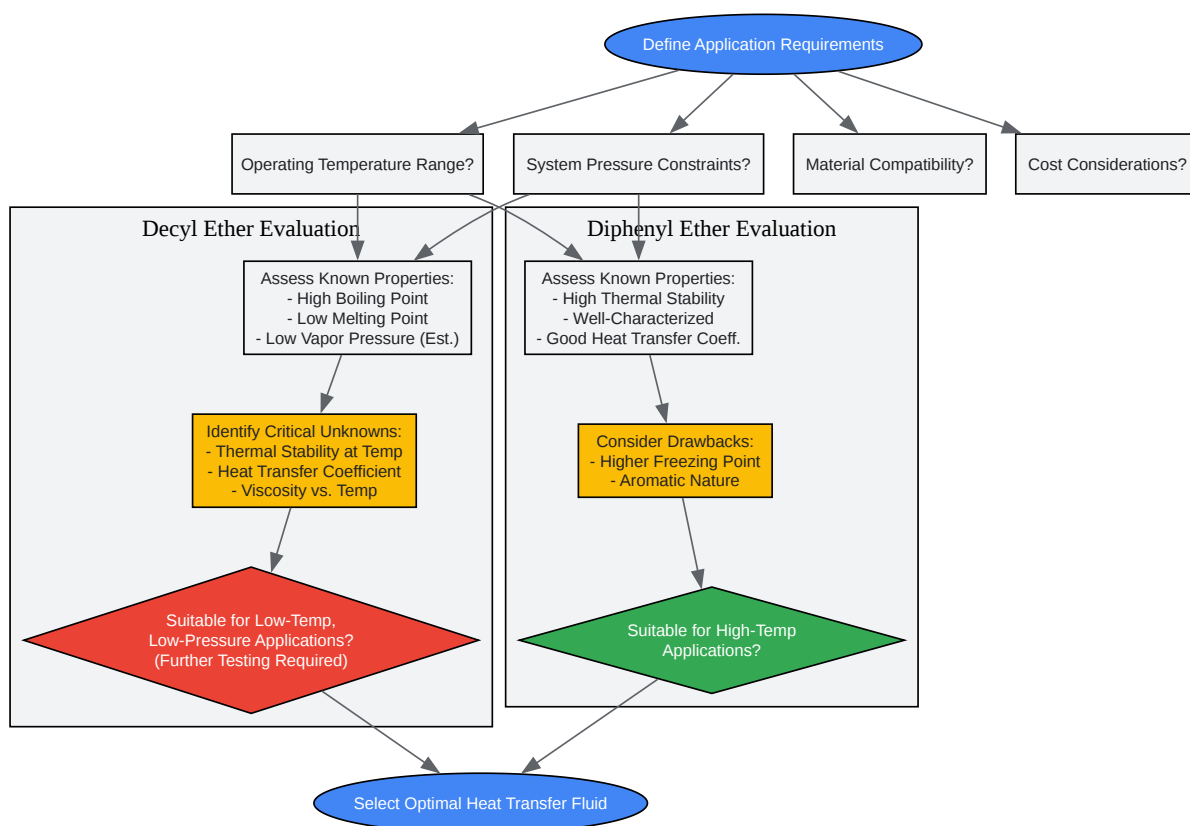 Define Application Requirements
Operating Temperature Range?
System Pressure Constraints?
Material Compatibility?
Cost Considerations?
Decyl Ether Evaluation
Assess Known Properties:
- High Boiling Point
- Low Melting Point
- Low Vapor Pressure (Est.)
Identify Critical Unknowns:
- Thermal Stability at Temp
- Heat Transfer Coefficient
- Viscosity vs. Temp
Suitable for Low-Temp,
Low-Pressure Applications?
(Further Testing Required)
Diphenyl Ether Evaluation
Assess Known Properties:
- High Thermal Stability
- Well-Characterized
- Good Heat Transfer Coeff.
Consider Drawbacks:
- Higher Freezing Point
- Aromatic Nature
Suitable for High-Temp
Applications?
Select Optimal Heat Transfer Fluid